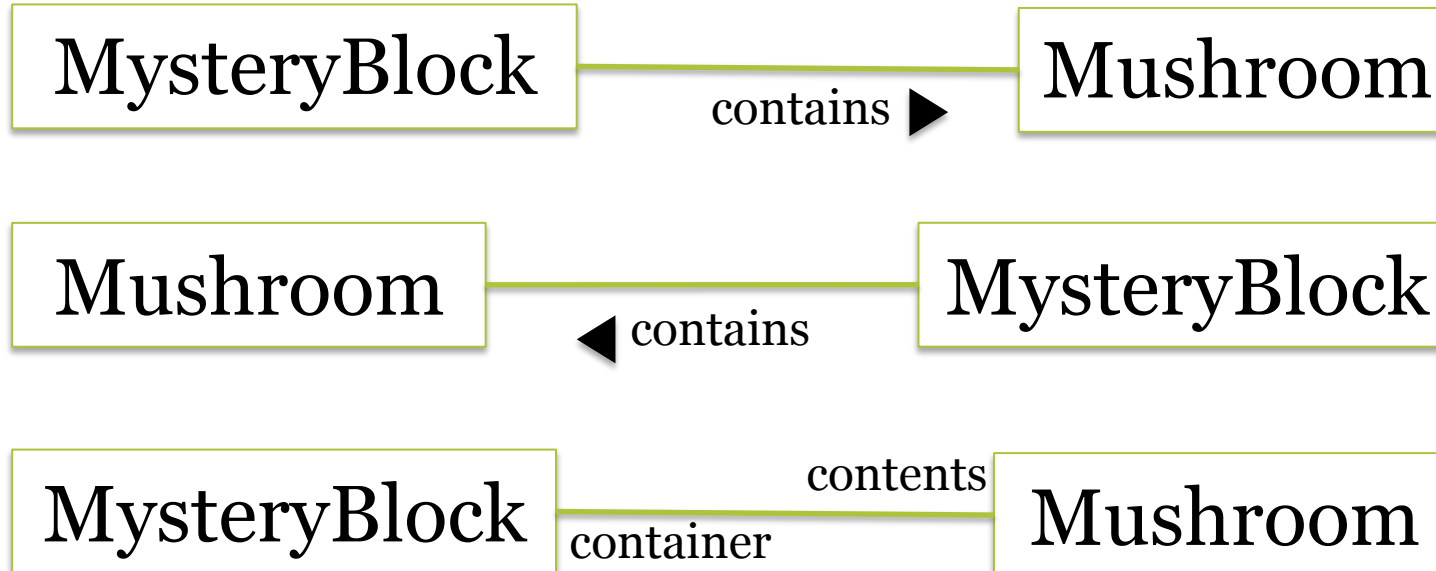 MysteryBlock
Mushroom
contains
Mushroom
MysteryBlock
contains
MysteryBlock
contents
container
Mushroom